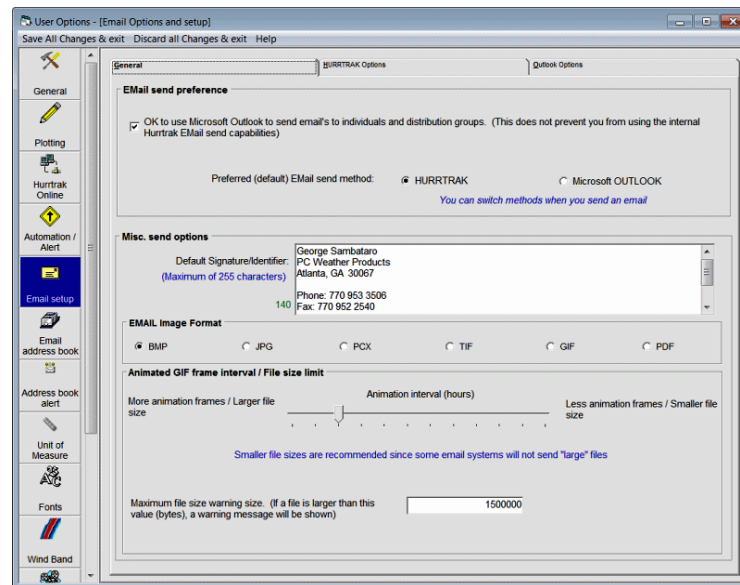 User Options - [Email Options and setup]
Save All Changes & exit Discard all Changes & exit Help
General
Plotting
Hurrtrak
Online
Automation /
Alert
Email setup
Email
address book
Address book
alert
Unit of
Measure
Fonts
Wind Band
General
HURRTRAK Options
Outlook Options
EMail send preference
OK to use Microsoft Outlook to send email's to individuals and distribution groups. (This does not prevent you from using the internal
Hurrtrak EMail send capabilities)
Preferred (default) EMail send method:
HURRTRAK
Microsoft OUTLOOK
You can switch methods when you send an email
Misc. send options
Default Signature/Identifier:
(Maximum of 255 characters)
140
George Sambataro
PC Weather Products
Atlanta, GA 30067
Phone: 770 953 3506
Fax: 770 952 2540
EMAIL Image Format
BMP
JPG
PCX
TIF
GIF
PDF
Animated GIF frame interval / File size limit
More animation frames / Larger file
size
Animation interval (hours)
Less animation frames / Smaller file
size
Smaller file sizes are recommended since some email systems will not send "large" files
Maximum file size warning size. (If a file is larger than this
value (bytes), a warning message will be shown)
1500000